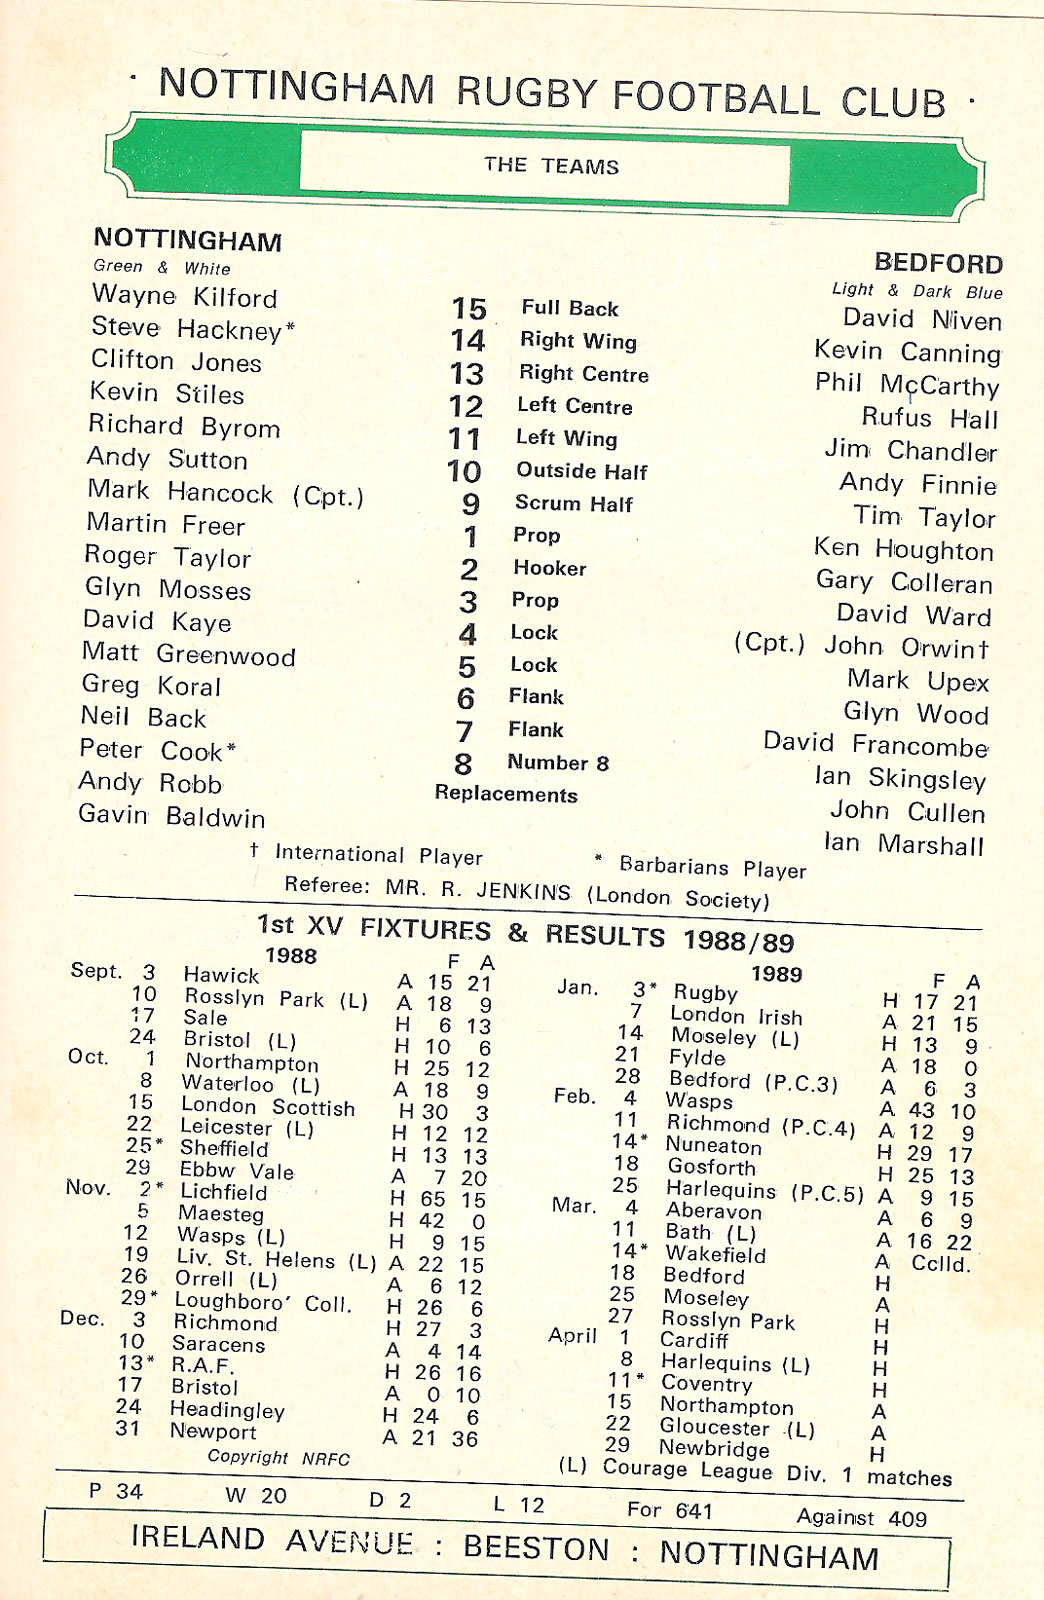 · NOTTINGHAM RUGBY FOOTBALL CLUB ·
THE TEAMS
NOTTINGHAM BEDFORD
Green & White Light & Dark Blue
Wayne Kilford 15 Full Back David Niven
Steve Hackney* 14 Right Wing Kevin Canning
Clifton Jones 13 Right Centre Phil McCarthy
Kevin Stiles 12 Left Centre Rufus Hall
Richard Byrom 11 Left Wing Jim Chandler
Andy Sutton 10 Outside Half Andy Finnie
Mark Hancock (Cpt.) 9 Scrum Half Tim Taylor
Martin Freer 1 Prop Ken Houghton
Roger Taylor 2 Hooker Gary Colleran
Glyn Mosses 3 Prop David Ward
David Kaye 4 Lock (Cpt.) John Orwin†
Matt Greenwood 5 Lock Mark Upex
Greg Koral 6 Flank Glyn Wood
Neil Back 7 Flank David Francombe
Peter Cook* 8 Number 8 Ian Skingsley
Andy Robb Replacements John Cullen
Gavin Baldwin Ian Marshall
† International Player * Barbarians Player
Referee: MR. R. JENKINS (London Society)
1st XV FIXTURES & RESULTS 1988/89
1988 F A
Sept. 3 Hawick A 15 21
10 Rosslyn Park (L) A 18 9
17 Sale H 6 13
24 Bristol (L) H 10 6
Oct. 1 Northampton H 25 12
8 Waterloo (L) A 18 9
15 London Scottish H 30 3
22 Leicester (L) H 12 12
25* Sheffield H 13 13
29 Ebbw Vale A 7 20
Nov. 2* Lichfield H 65 15
5 Maesteg H 42 0
12 Wasps (L) H 9 15
19 Liv. St. Helens (L) A 22 15
26 Orrell (L) A 6 12
29* Loughboro' Coll. H 26 6
Dec. 3 Richmond H 27 3
10 Saracens A 4 14
13* R.A.F. H 26 16
17 Bristol A 0 10
24 Headingley H 24 6
31 Newport A 21 36
Copyright NRFC
1989 F A
Jan. 3* Rugby H 17 21
7 London Irish A 21 15
14 Moseley (L) H 13 9
21 Fylde A 18 0
28 Bedford (P.C.3) A 6 3
Feb. 4 Wasps A 43 10
11 Richmond (P.C.4) A 12 9
14* Nuneaton H 29 17
18 Gosforth H 25 13
25 Harlequins (P.C.5) A 9 15
Mar. 4 Aberavon A 6 9
11 Bath (L) A 16 22
14* Wakefield A Cclld.
18 Bedford H
25 Moseley A
27 Rosslyn Park H
April 1 Cardiff H
8 Harlequins (L) H
11* Coventry H
15 Northampton A
22 Gloucester (L) A
29 Newbridge H
(L) Courage League Div. 1 matches
P 34 W 20 D 2 L 12 For 641 Against 409
IRELAND AVENUE : BEESTON : NOTTINGHAM